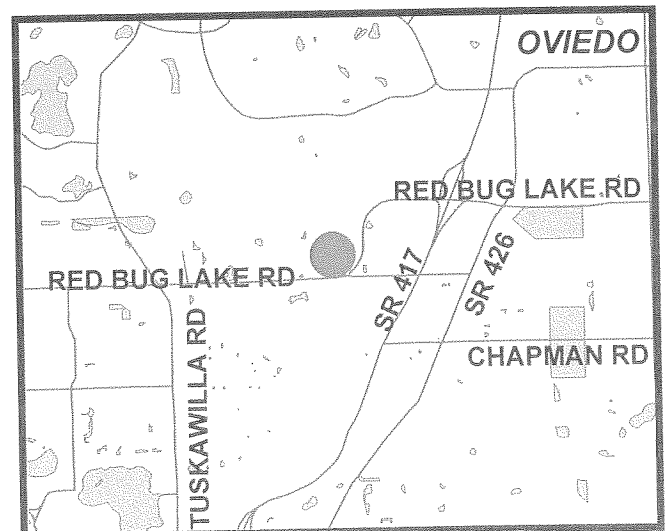 OVIEDO
RED BUG LAKE RD
RED BUG LAKE RD
SR 417
SR 426
TUSKAWILLA RD
CHAPMAN RD